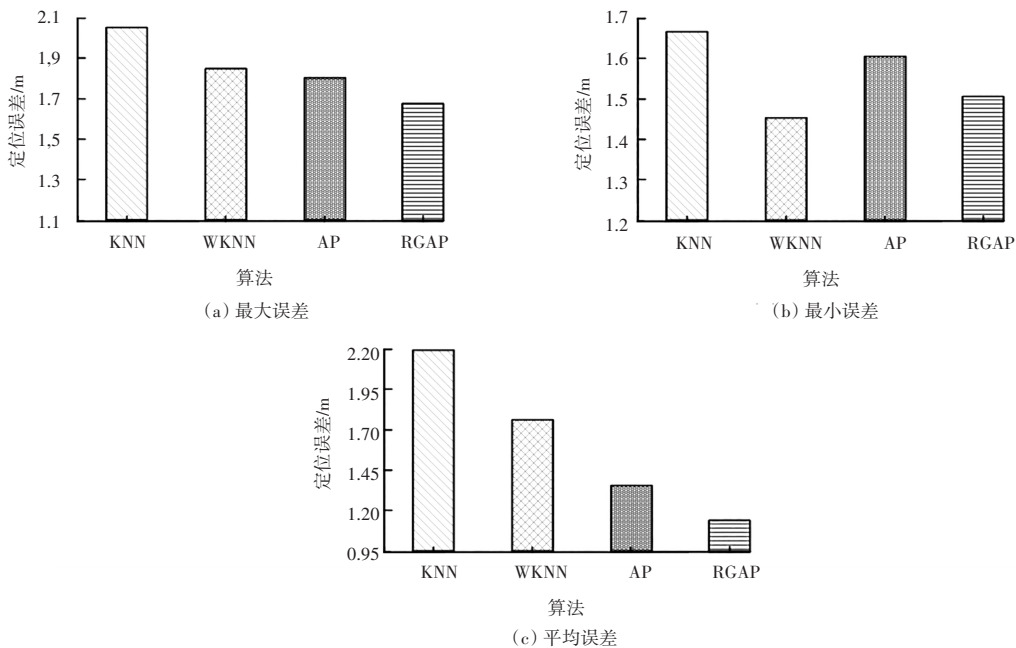 定位误差/m
2.1
1.9
1.7
1.5
1.3
1.1
KNN WKNN AP RGAP
算法
(a)最大误差
定位误差/m
1.7
1.6
1.5
1.4
1.3
1.2
KNN WKNN AP RGAP
算法
(b)最小误差
定位误差/m
2.20
1.95
1.70
1.45
1.20
0.95
KNN WKNN AP RGAP
算法
(c)平均误差